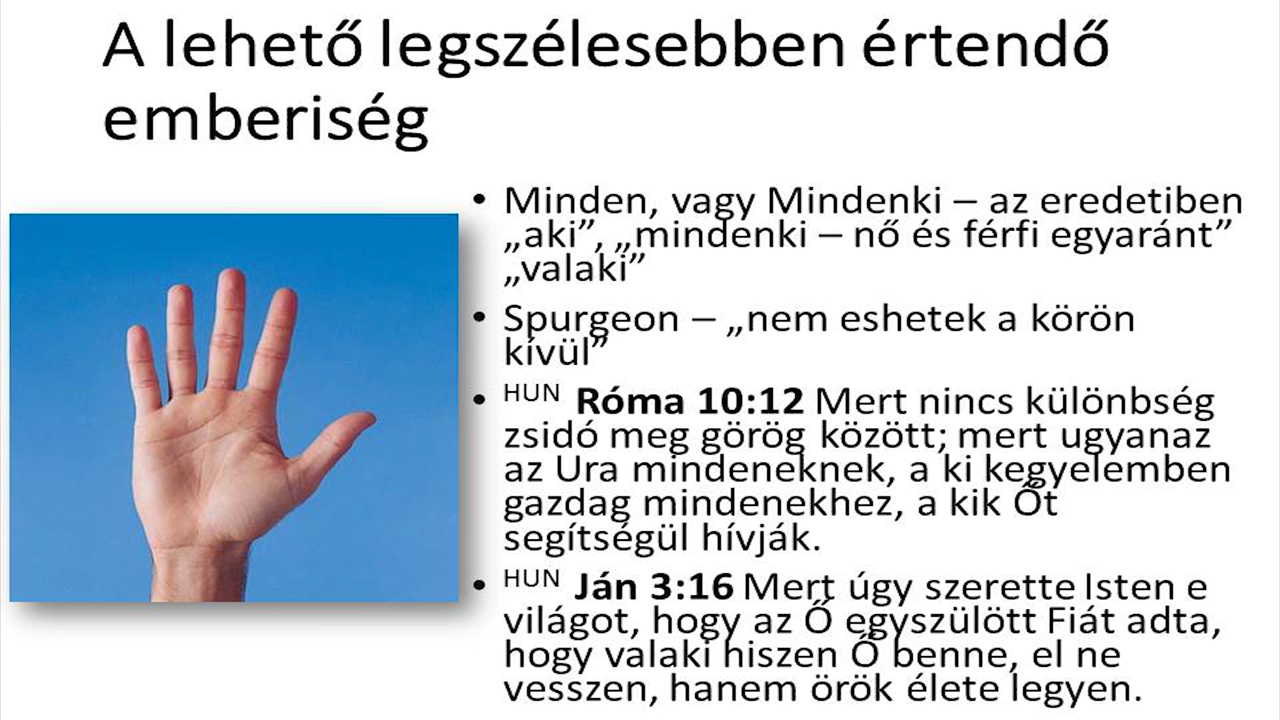 A lehető legszélesebben értendő
emberiség
• Minden, vagy Mindenki – az eredetiben
„aki”, „mindenki – nő és férfi egyaránt”
„valaki”
• Spurgeon – „nem eshetek a körön
kívül”
• HUN Róma 10:12 Mert nincs különbség
zsidó meg görög között; mert ugyanaz
az Ura mindeneknek, a ki kegyelemben
gazdag mindenekhez, a kik Őt
segítségül hívják.
• HUN Ján 3:16 Mert úgy szerette Isten e
világot, hogy az Ő egyszülött Fiát adta,
hogy valaki hiszen Ő benne, el ne
vesszen, hanem örök élete legyen.